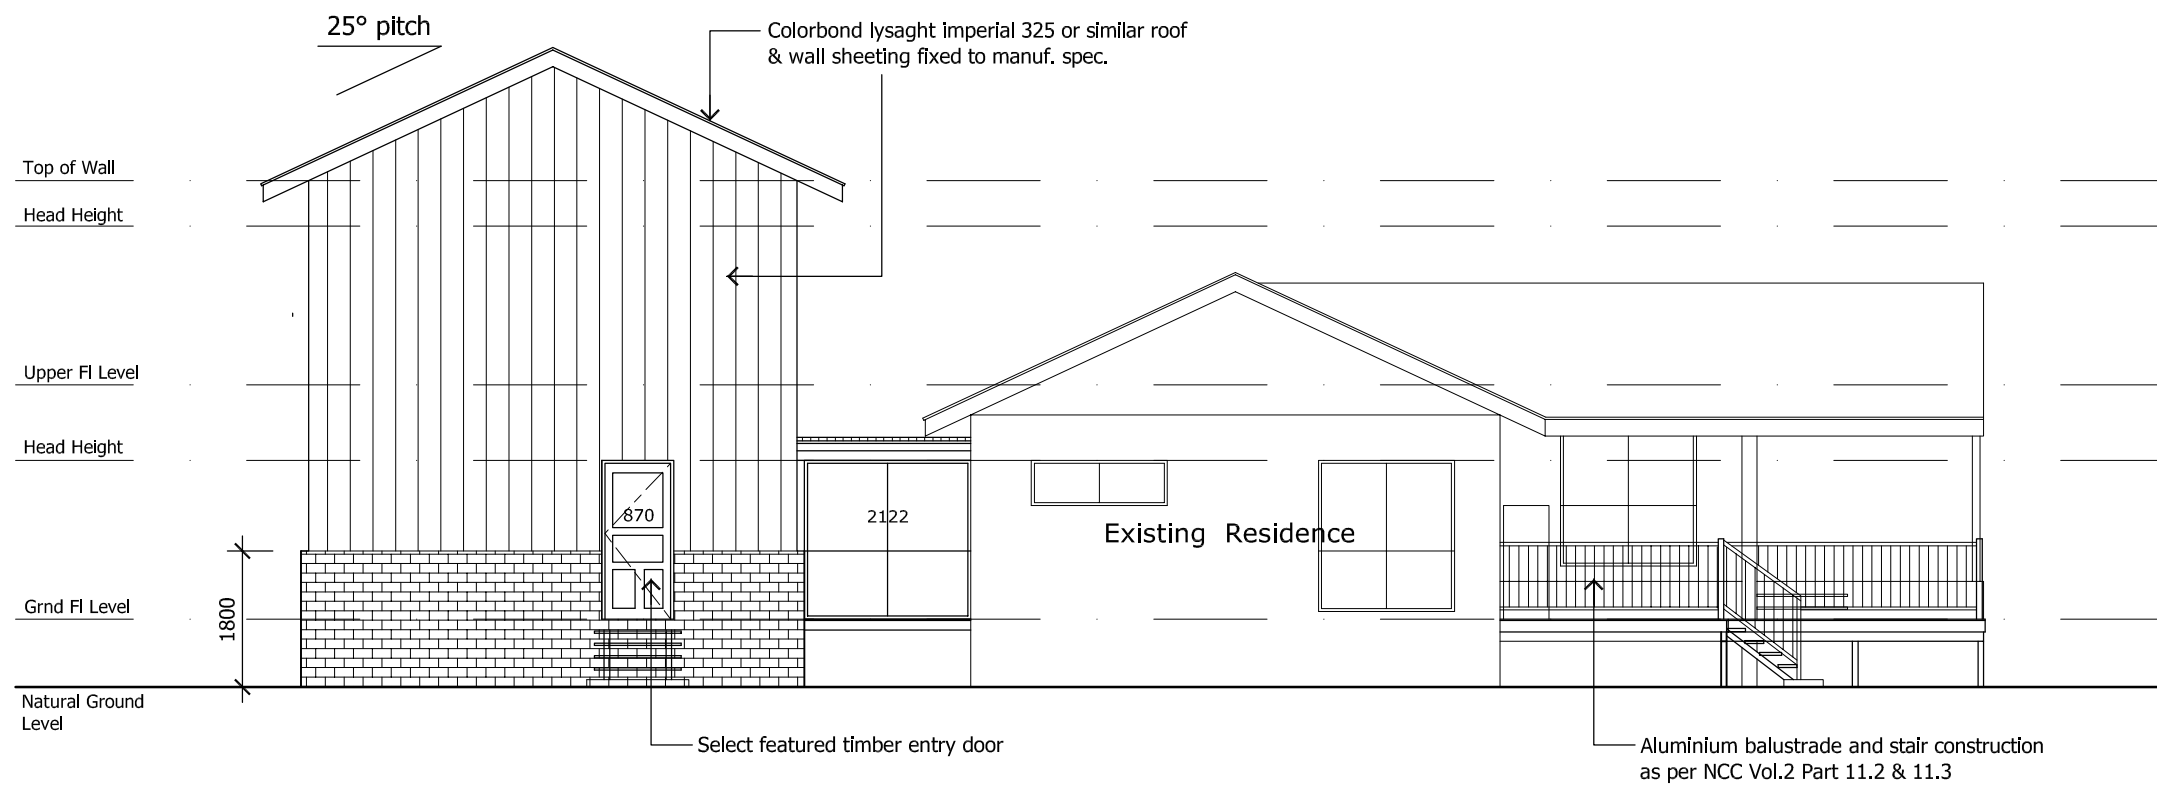 25° pitch
Colorbond lysaght imperial 325 or similar roof
& wall sheeting fixed to manuf. spec.
Top of Wall
Head Height
Upper Fl Level
Head Height
870
2122
Existing Residence
Grnd Fl Level
1800
Natural Ground
Level
Select featured timber entry door
Aluminium balustrade and stair construction
as per NCC Vol.2 Part 11.2 & 11.3